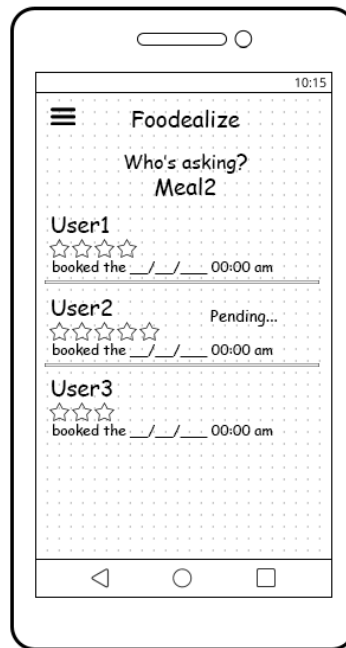 10:15
Foodealize
Who's asking?
Meal2
User1
booked the __/__/___ 00:00 am
User2
Pending...
booked the __/__/___ 00:00 am
User3
booked the __/__/___ 00:00 am